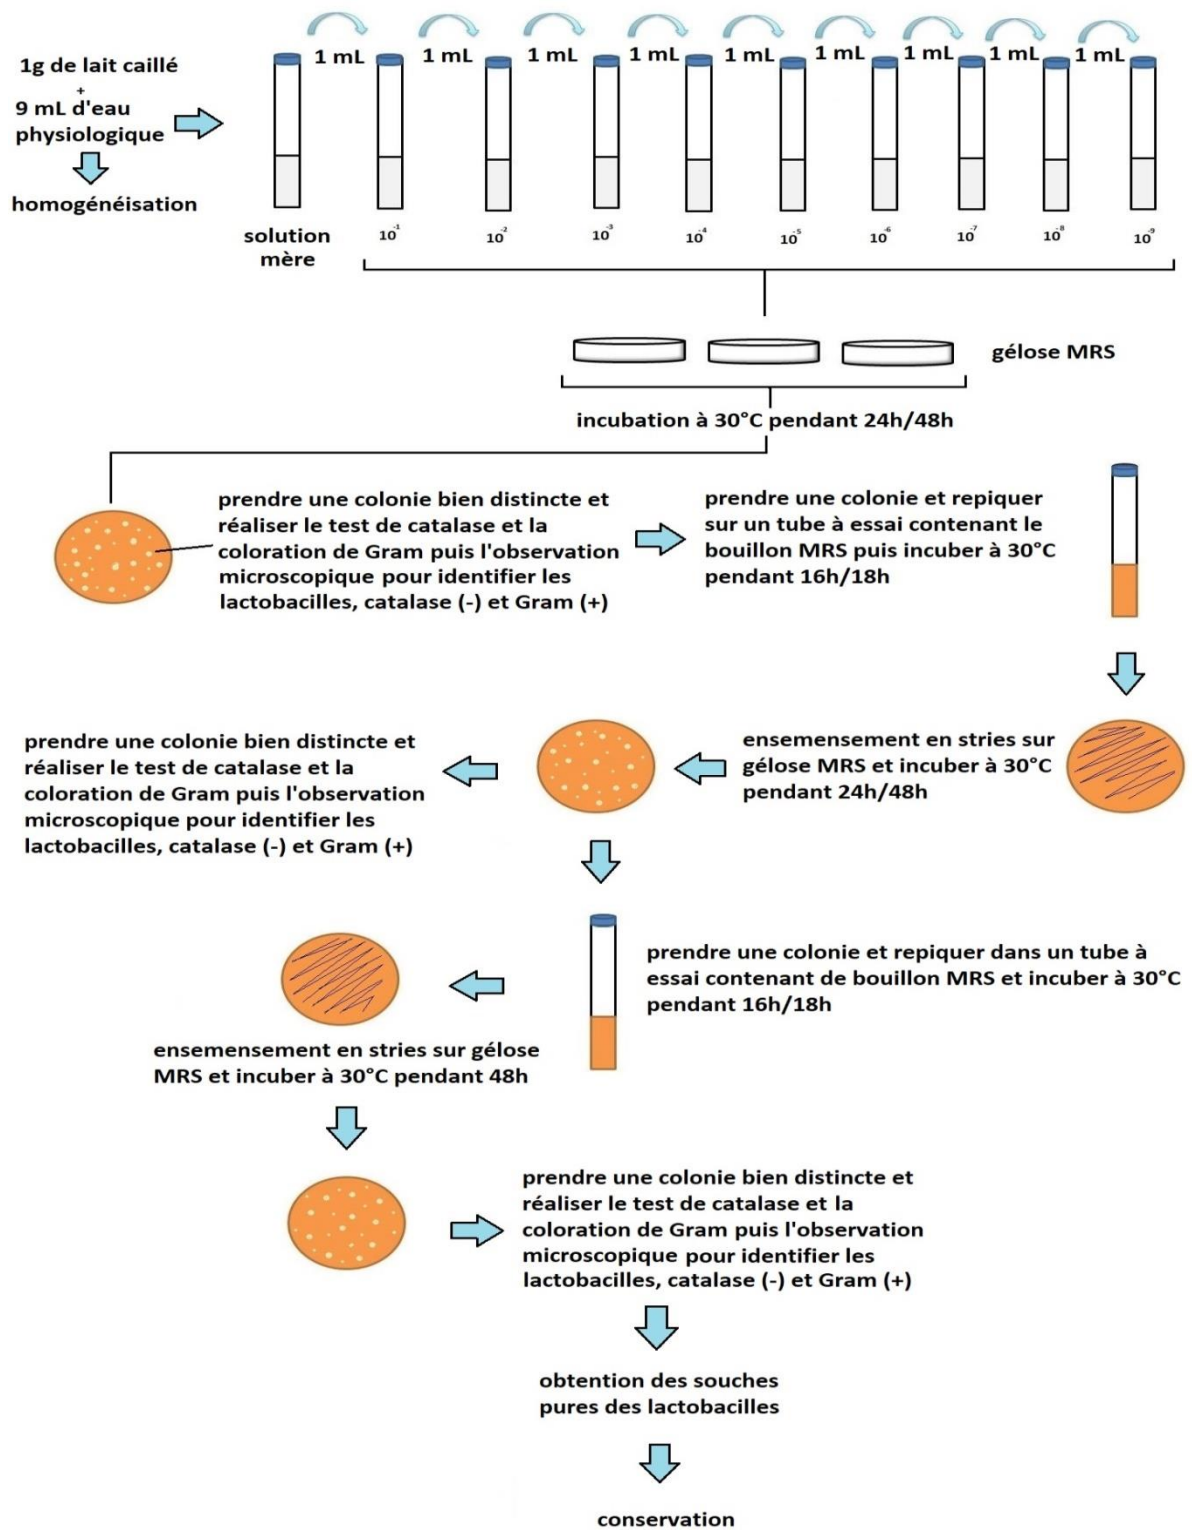 1 mL 1 mL 1 mL 1 mL 1 mL 1 mL 1 mL 1 mL 1 mL
1g de lait caillé
+
9 mL d'eau
physiologique
homogénéisation
solution
mère
10⁻¹ 10⁻² 10⁻³ 10⁻⁴ 10⁻⁵ 10⁻⁶ 10⁻⁷ 10⁻⁸ 10⁻⁹
gélose MRS
incubation à 30°C pendant 24h/48h
prendre une colonie bien distincte et
réaliser le test de catalase et la
coloration de Gram puis l'observation
microscopique pour identifier les
lactobacilles, catalase (-) et Gram (+)
prendre une colonie et repiquer
sur un tube à essai contenant le
bouillon MRS puis incuber à 30°C
pendant 16h/18h
ensemensement en stries sur
gélose MRS et incuber à 30°C
pendant 24h/48h
prendre une colonie bien distincte et
réaliser le test de catalase et la
coloration de Gram puis l'observation
microscopique pour identifier les
lactobacilles, catalase (-) et Gram (+)
prendre une colonie et repiquer dans un tube à
essai contenant de bouillon MRS et incuber à 30°C
pendant 16h/18h
ensemensement en stries sur gélose
MRS et incuber à 30°C pendant 48h
prendre une colonie bien distincte et
réaliser le test de catalase et la
coloration de Gram puis l'observation
microscopique pour identifier les
lactobacilles, catalase (-) et Gram (+)
obtention des souches
pures des lactobacilles
conservation